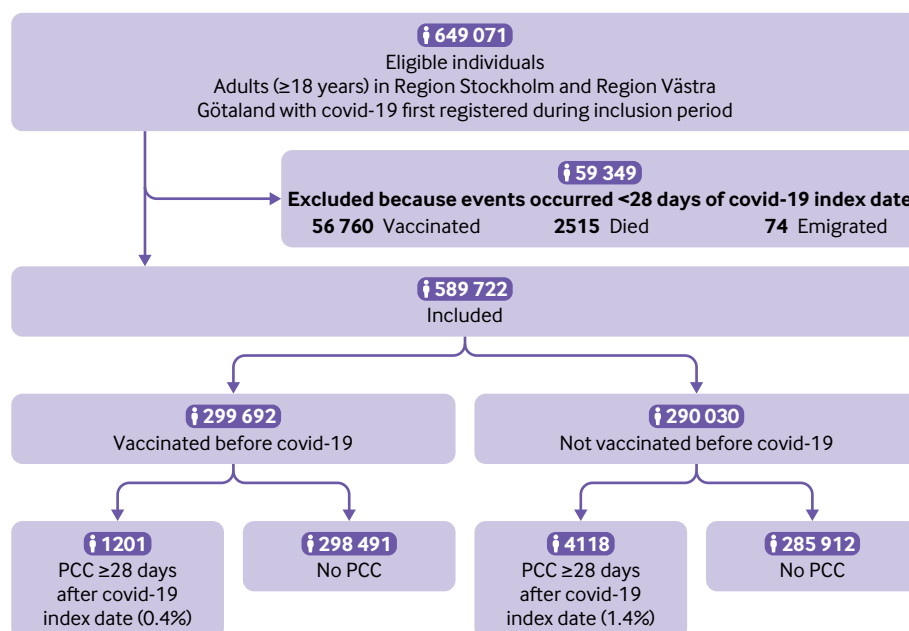 649 071
Eligible individuals
Adults (≥18 years) in Region Stockholm and Region Västra
Götaland with covid-19 first registered during inclusion period
59 349
Excluded because events occurred <28 days of covid-19 index date
56 760 Vaccinated 2515 Died 74 Emigrated
589 722
Included
299 692
Vaccinated before covid-19
290 030
Not vaccinated before covid-19
1201
PCC ≥28 days
after covid-19
index date (0.4%)
298 491
No PCC
4118
PCC ≥28 days
after covid-19
index date (1.4%)
285 912
No PCC